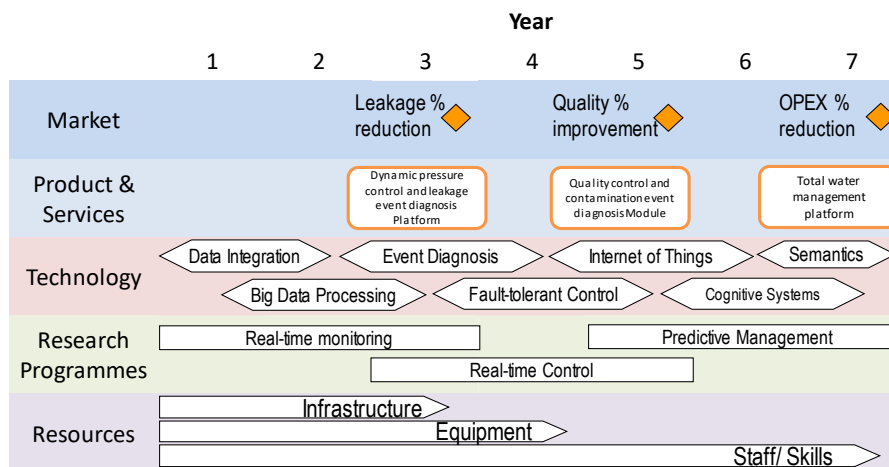 Year
1 2 3 4 5 6 7
Market
Leakage %
reduction
Quality %
improvement
OPEX %
reduction
Product &
Services
Dynamic pressure
control and leakage
event diagnosis
Platform
Quality control and
contamination event
diagnosis Module
Total water
management
platform
Technology
Data Integration
Event Diagnosis
Internet of Things
Semantics
Big Data Processing
Fault-tolerant Control
Cognitive Systems
Research
Programmes
Real-time monitoring
Predictive Management
Real-time Control
Resources
Infrastructure
Equipment
Staff/ Skills